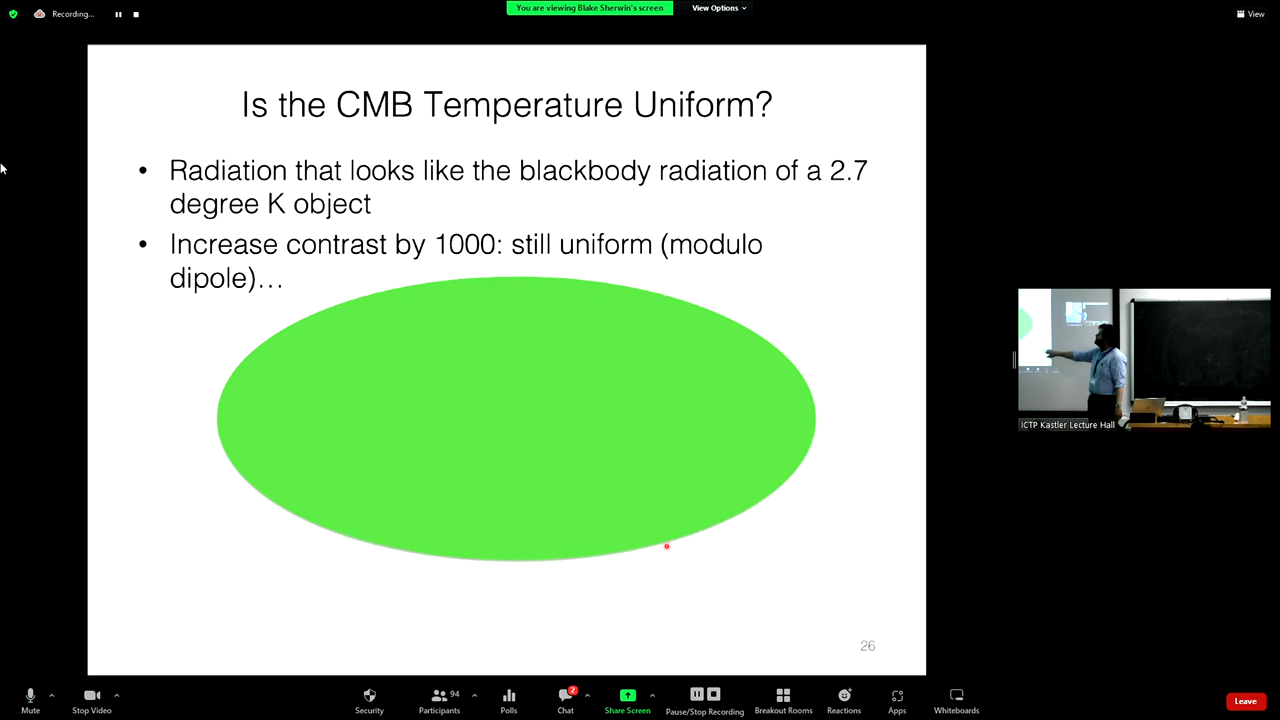 Recording...
You are viewing Blake Sherwin's screen
View Options
View
Is the CMB Temperature Uniform?
• Radiation that looks like the blackbody radiation of a 2.7
degree K object
• Increase contrast by 1000: still uniform (modulo
dipole)…
26
ICTP Kastler Lecture Hall
Mute
Stop Video
Security
Participants
94
Polls
Chat
2
Share Screen
Pause/Stop Recording
Breakout Rooms
Reactions
Apps
Whiteboards
Leave